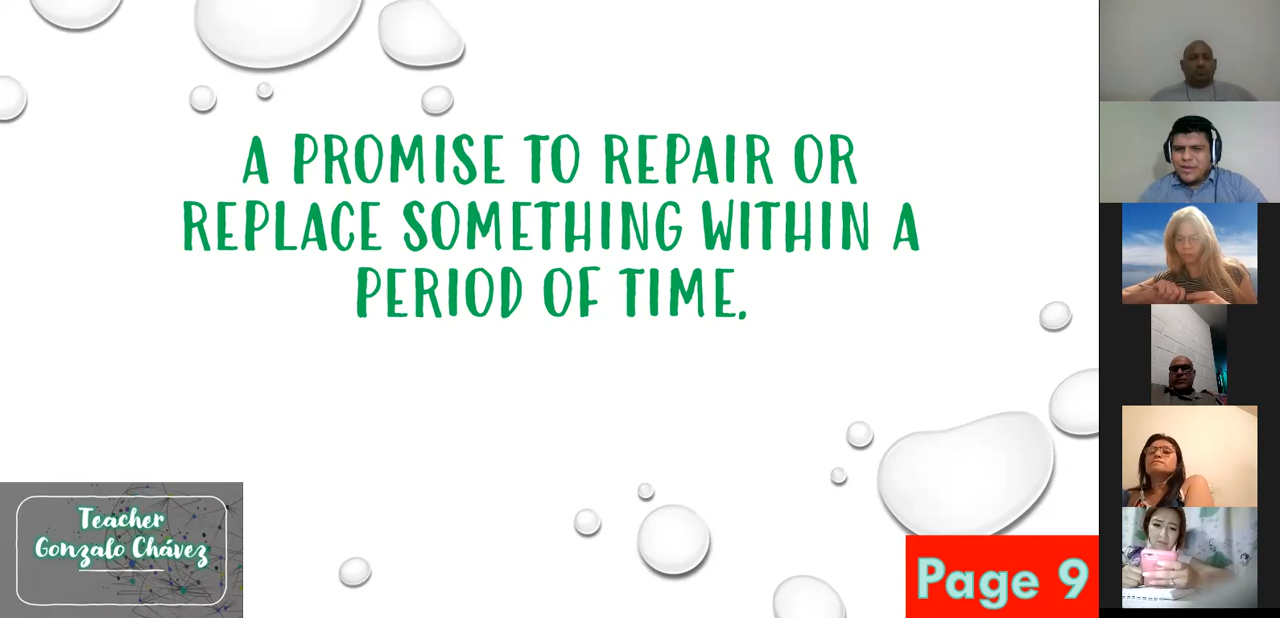 A PROMISE TO REPAIR OR
REPLACE SOMETHING WITHIN A
PERIOD OF TIME.
Teacher
Gonzalo Chávez
Page 9